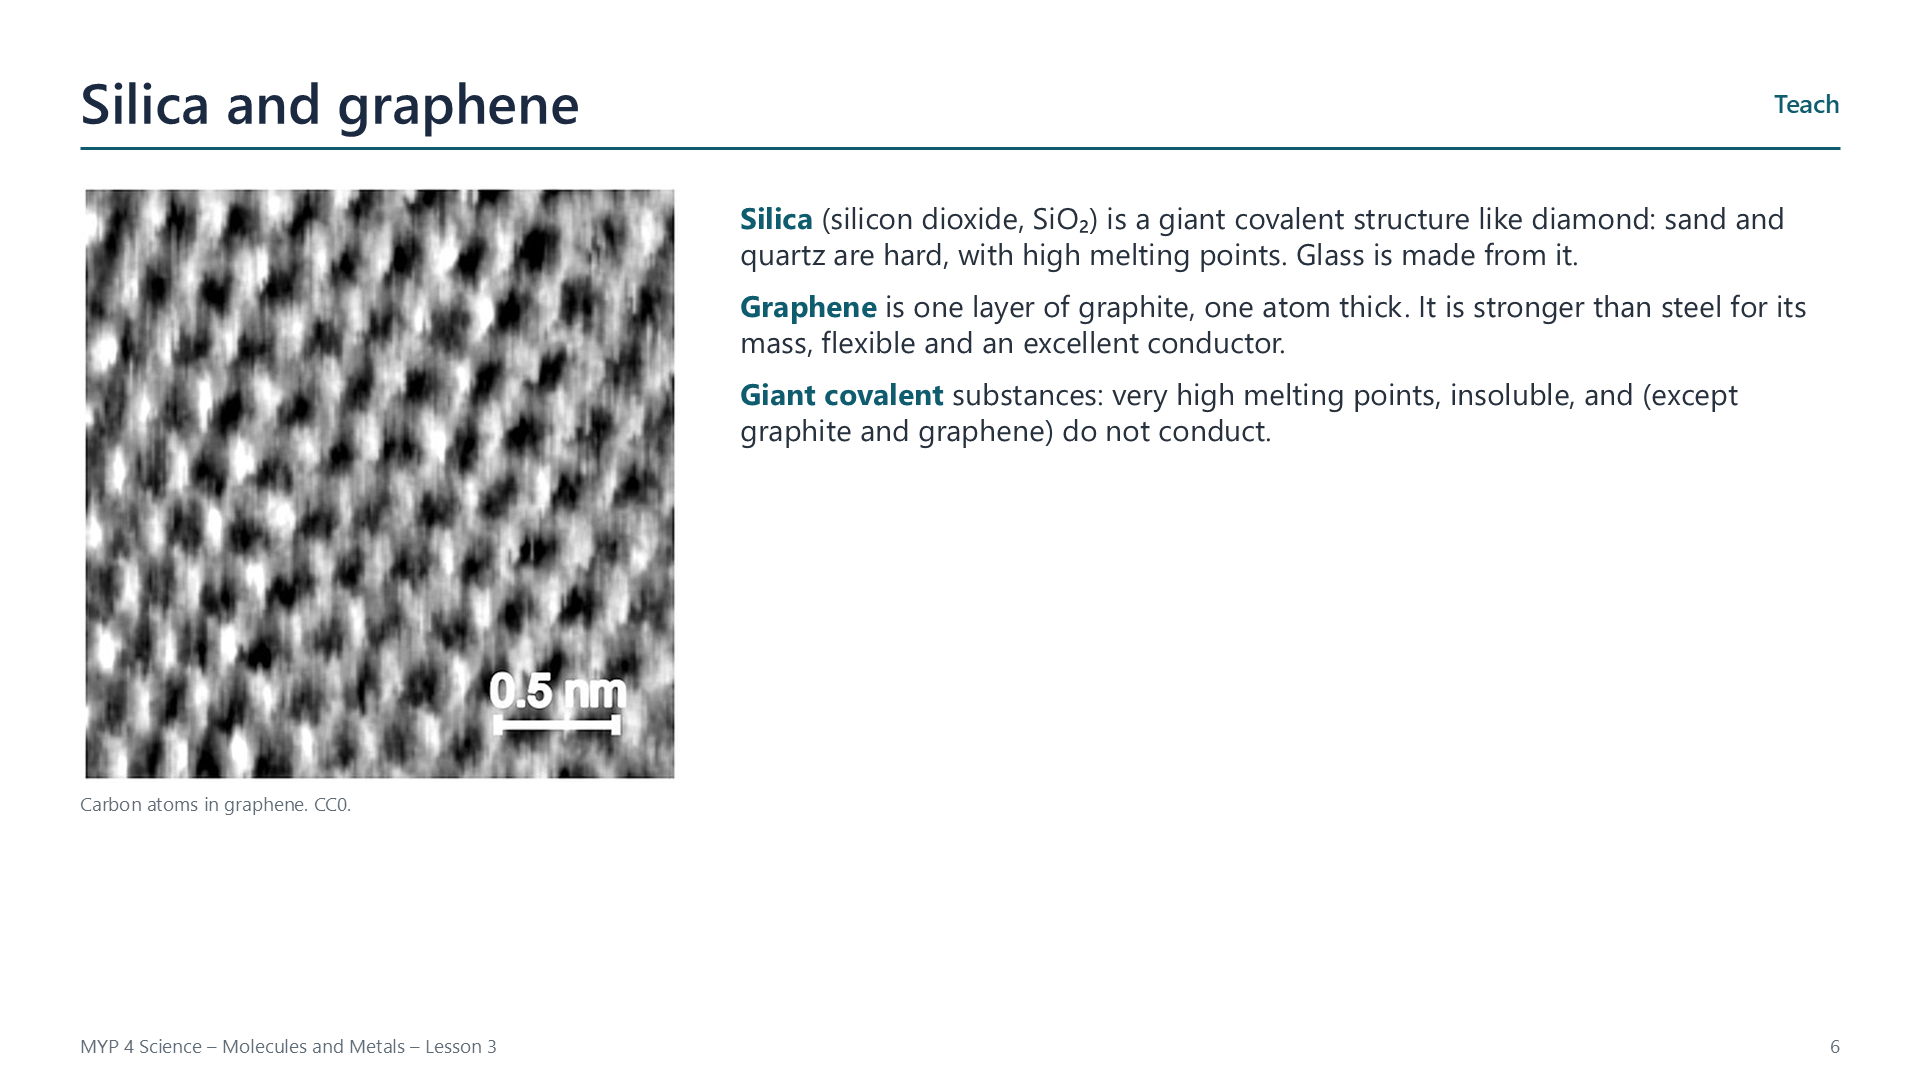 Silica and graphene
Teach
0.5 nm
Carbon atoms in graphene. CC0.
Silica (silicon dioxide, SiO₂) is a giant covalent structure like diamond: sand and
quartz are hard, with high melting points. Glass is made from it.
Graphene is one layer of graphite, one atom thick. It is stronger than steel for its
mass, flexible and an excellent conductor.
Giant covalent substances: very high melting points, insoluble, and (except
graphite and graphene) do not conduct.
MYP 4 Science – Molecules and Metals – Lesson 3
6